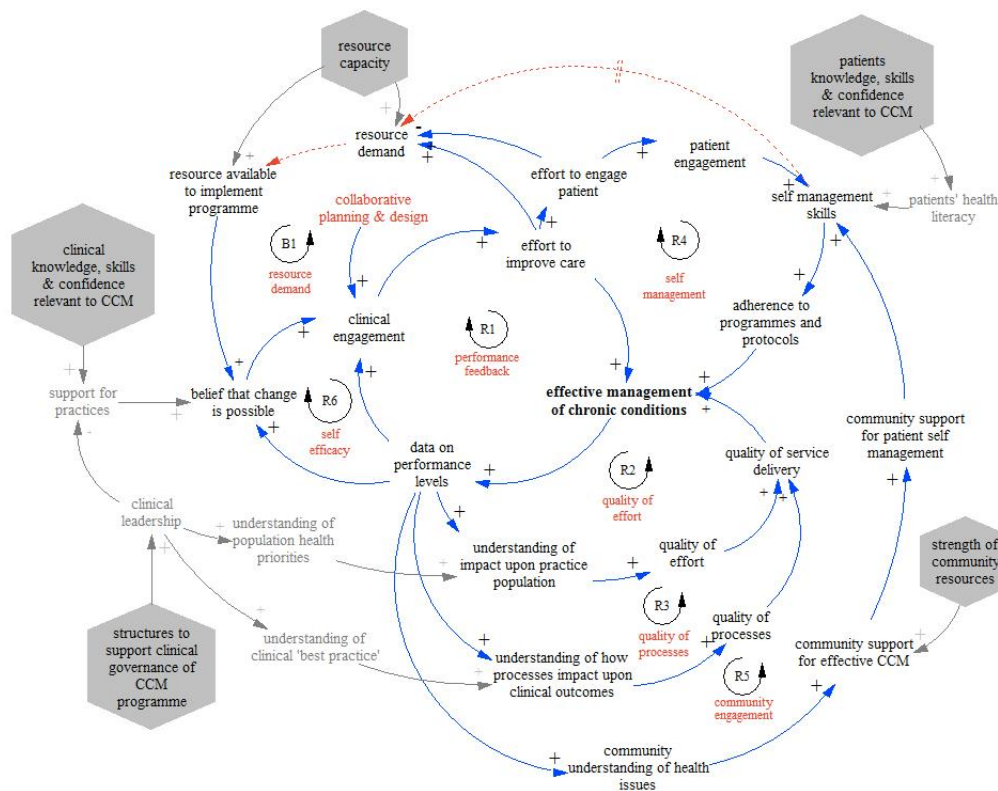 resource
capacity
patients
knowledge, skills
& confidence
relevant to CCM
resource
demand
patient
engagement
effort to engage
patient
resource available
to implement
programme
collaborative
planning & design
self management
skills
patients' health
literacy
clinical
knowledge, skills
& confidence
relevant to CCM
B1
resource
demand
effort to
improve care
R4
self
management
clinical
engagement
R1
performance
feedback
adherence to
programmes and
protocols
support for
practices
belief that change
is possible
R6
self
efficacy
effective management
of chronic conditions
community support
for patient self
management
data on
performance
levels
R2
quality of
effort
quality of service
delivery
clinical
leadership
understanding of
population health
priorities
understanding of
impact upon practice
population
quality of
effort
strength of
community
resources
R3
quality of
processes
quality of
processes
structures to
support clinical
governance of
CCM
programme
understanding of
clinical 'best practice'
understanding of how
processes impact upon
clinical outcomes
R5
community
engagement
community support
for effective CCM
community
understanding of health
issues